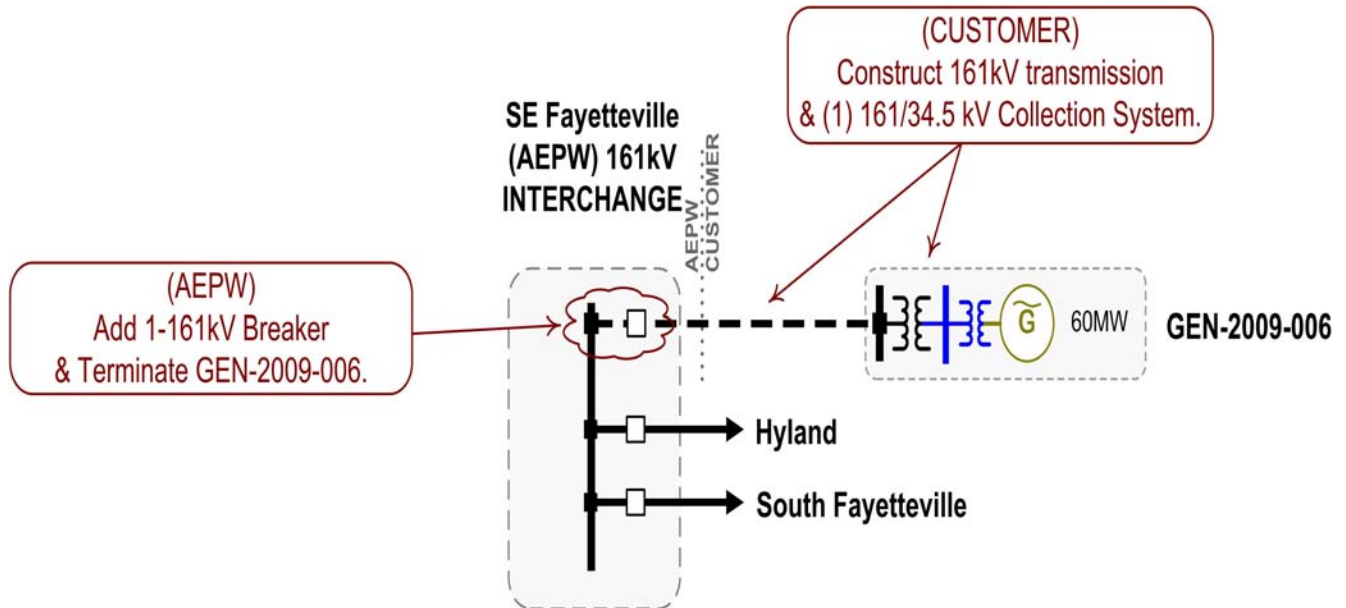 (CUSTOMER)
Construct 161kV transmission
& (1) 161/34.5 kV Collection System.
SE Fayetteville
(AEPW) 161kV
INTERCHANGE
AEPW
CUSTOMER
(AEPW)
Add 1-161kV Breaker
& Terminate GEN-2009-006.
G
60MW
GEN-2009-006
Hyland
South Fayetteville